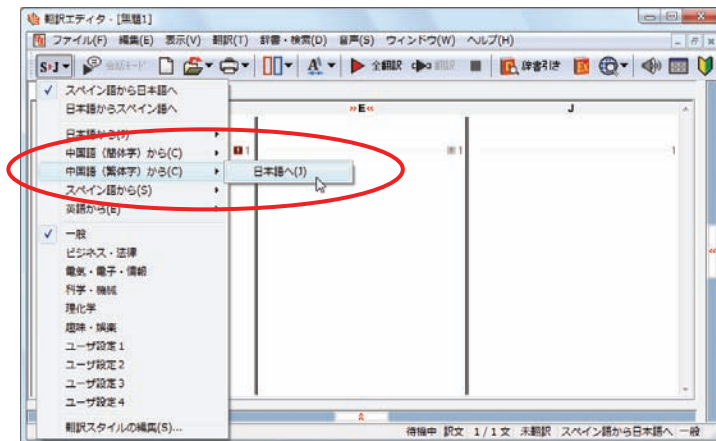 翻訳エディタ - [無題1]
ファイル(F) 編集(E) 表示(V) 翻訳(T) 辞書・検索(D) 音声(S) ウィンドウ(W) ヘルプ(H)
S›J 会話モード 全翻訳 翻訳 辞書引き
スペイン語から日本語へ
日本語からスペイン語へ
»E« J
日本語から(J)
中国語（簡体字）から(C) 1 1 1
中国語（繁体字）から(C) 日本語へ(J)
スペイン語から(S)
英語から(E)
一般
ビジネス・法律
電気・電子・情報
科学・機械
理化学
趣味・娯楽
ユーザ設定1
ユーザ設定2
ユーザ設定3
ユーザ設定4
翻訳スタイルの編集(S)...
待機中 訳文 1/1文 未翻訳 スペイン語から日本語へ 一般